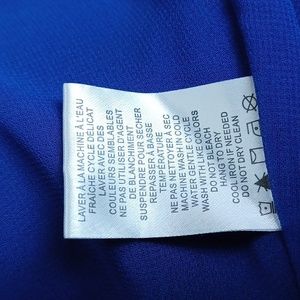 LAVER À LA MACHINE À L'EAU
FRAÎCHE CYCLE DÉLICAT
LAVER AVEC DES
COULEURS SEMBLABLES
NE PAS UTILISER D'AGENT
DE BLANCHIMENT
SUSPENDRE POUR SÉCHER
REPASSER A BASSE
TEMPÉRATURE
NE PAS NETTOYER À SEC
MACHINE WASH IN COLD
WATER GENTLE CYCLE
WASH WITH LIKE COLORS
DO NOT BLEACH
HANG TO DRY
COOL IRON IF NEEDED
DO NOT DRY CLEAN